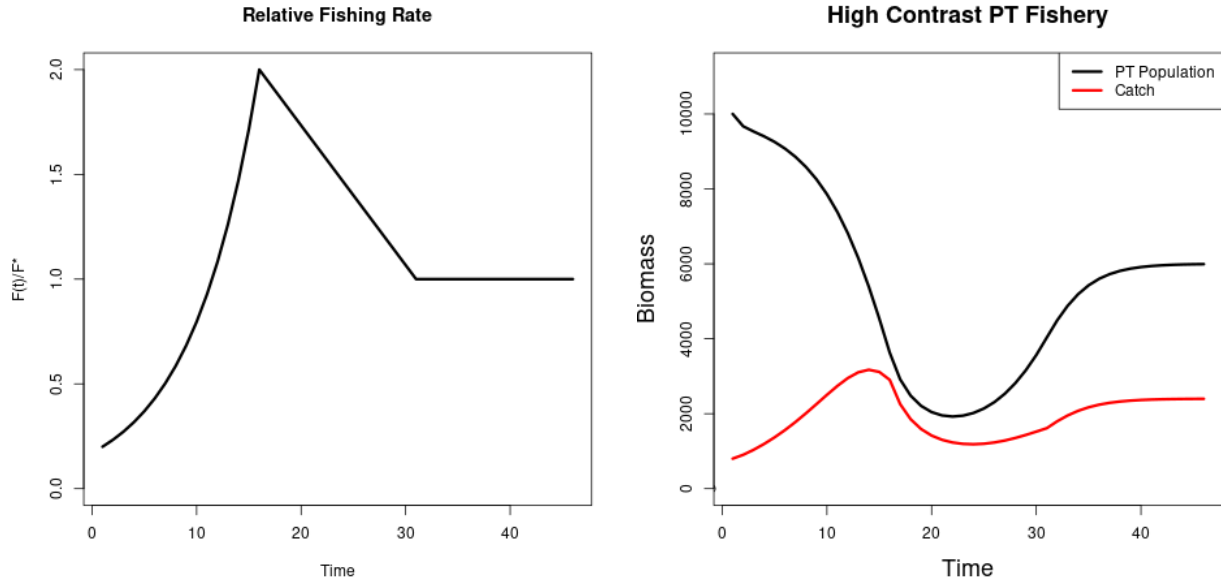 Relative Fishing Rate
F(t)/F*
0.0
0.5
1.0
1.5
2.0
0
10
20
30
40
Time
High Contrast PT Fishery
PT Population
Catch
Biomass
0
2000
4000
6000
8000
10000
0
10
20
30
40
Time